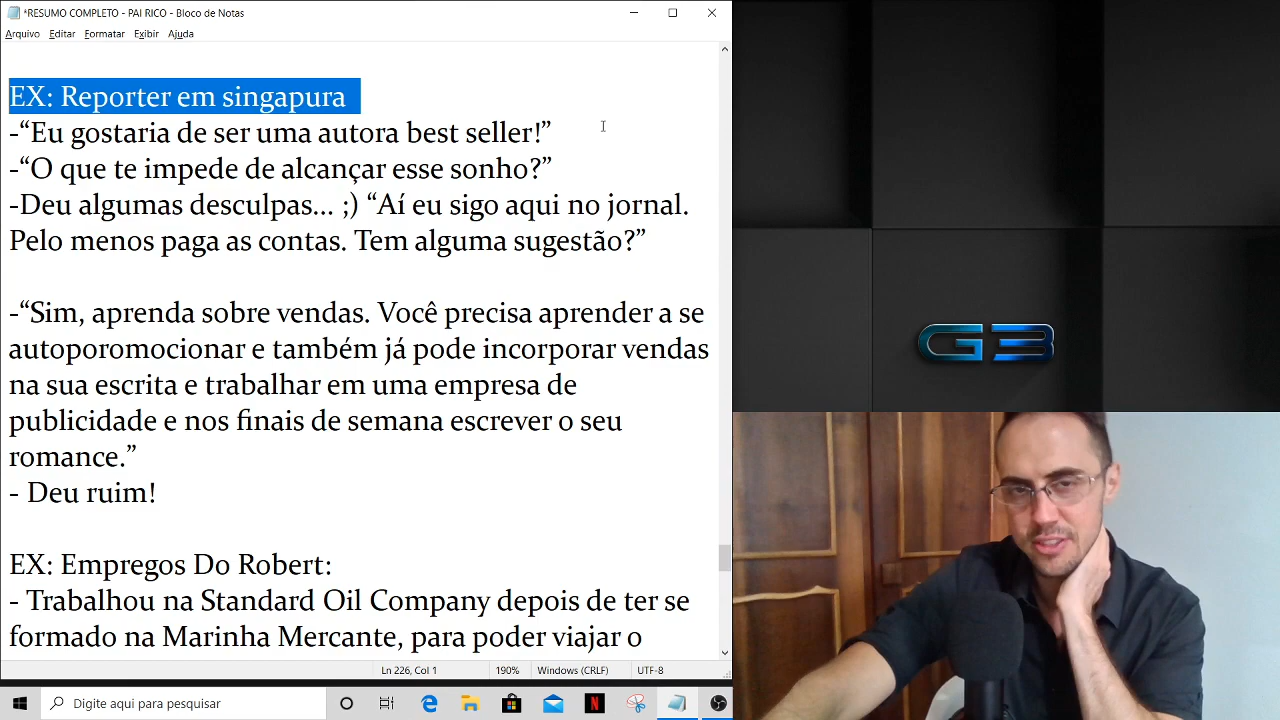 *RESUMO COMPLETO - PAI RICO - Bloco de Notas
Arquivo Editar Formatar Exibir Ajuda
EX: Reporter em singapura
-“Eu gostaria de ser uma autora best seller!”
-“O que te impede de alcançar esse sonho?”
-Deu algumas desculpas... ;) “Aí eu sigo aqui no jornal.
Pelo menos paga as contas. Tem alguma sugestão?”
-“Sim, aprenda sobre vendas. Você precisa aprender a se
autoporomocionar e também já pode incorporar vendas
na sua escrita e trabalhar em uma empresa de
publicidade e nos finais de semana escrever o seu
romance.”
- Deu ruim!
EX: Empregos Do Robert:
- Trabalhou na Standard Oil Company depois de ter se
formado na Marinha Mercante, para poder viajar o
Ln 226, Col 1 190% Windows (CRLF) UTF-8
Digite aqui para pesquisar
N
G3